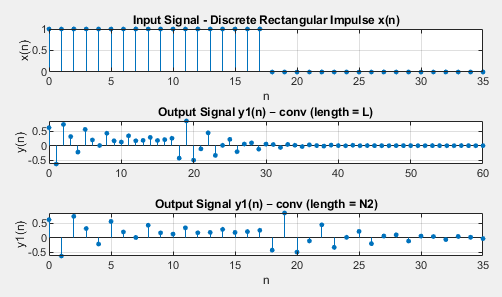 Input Signal - Discrete Rectangular Impulse x(n)
1
x(n)
0
0 5 10 15 20 25 30 35
n
Output Signal y1(n) – conv (length = L)
0.5
y(n)
0
-0.5
0 10 20 30 40 50 60
Output Signal y1(n) – conv (length = N2)
0.5
y1(n)
0
-0.5
0 5 10 15 20 25 30 35
n